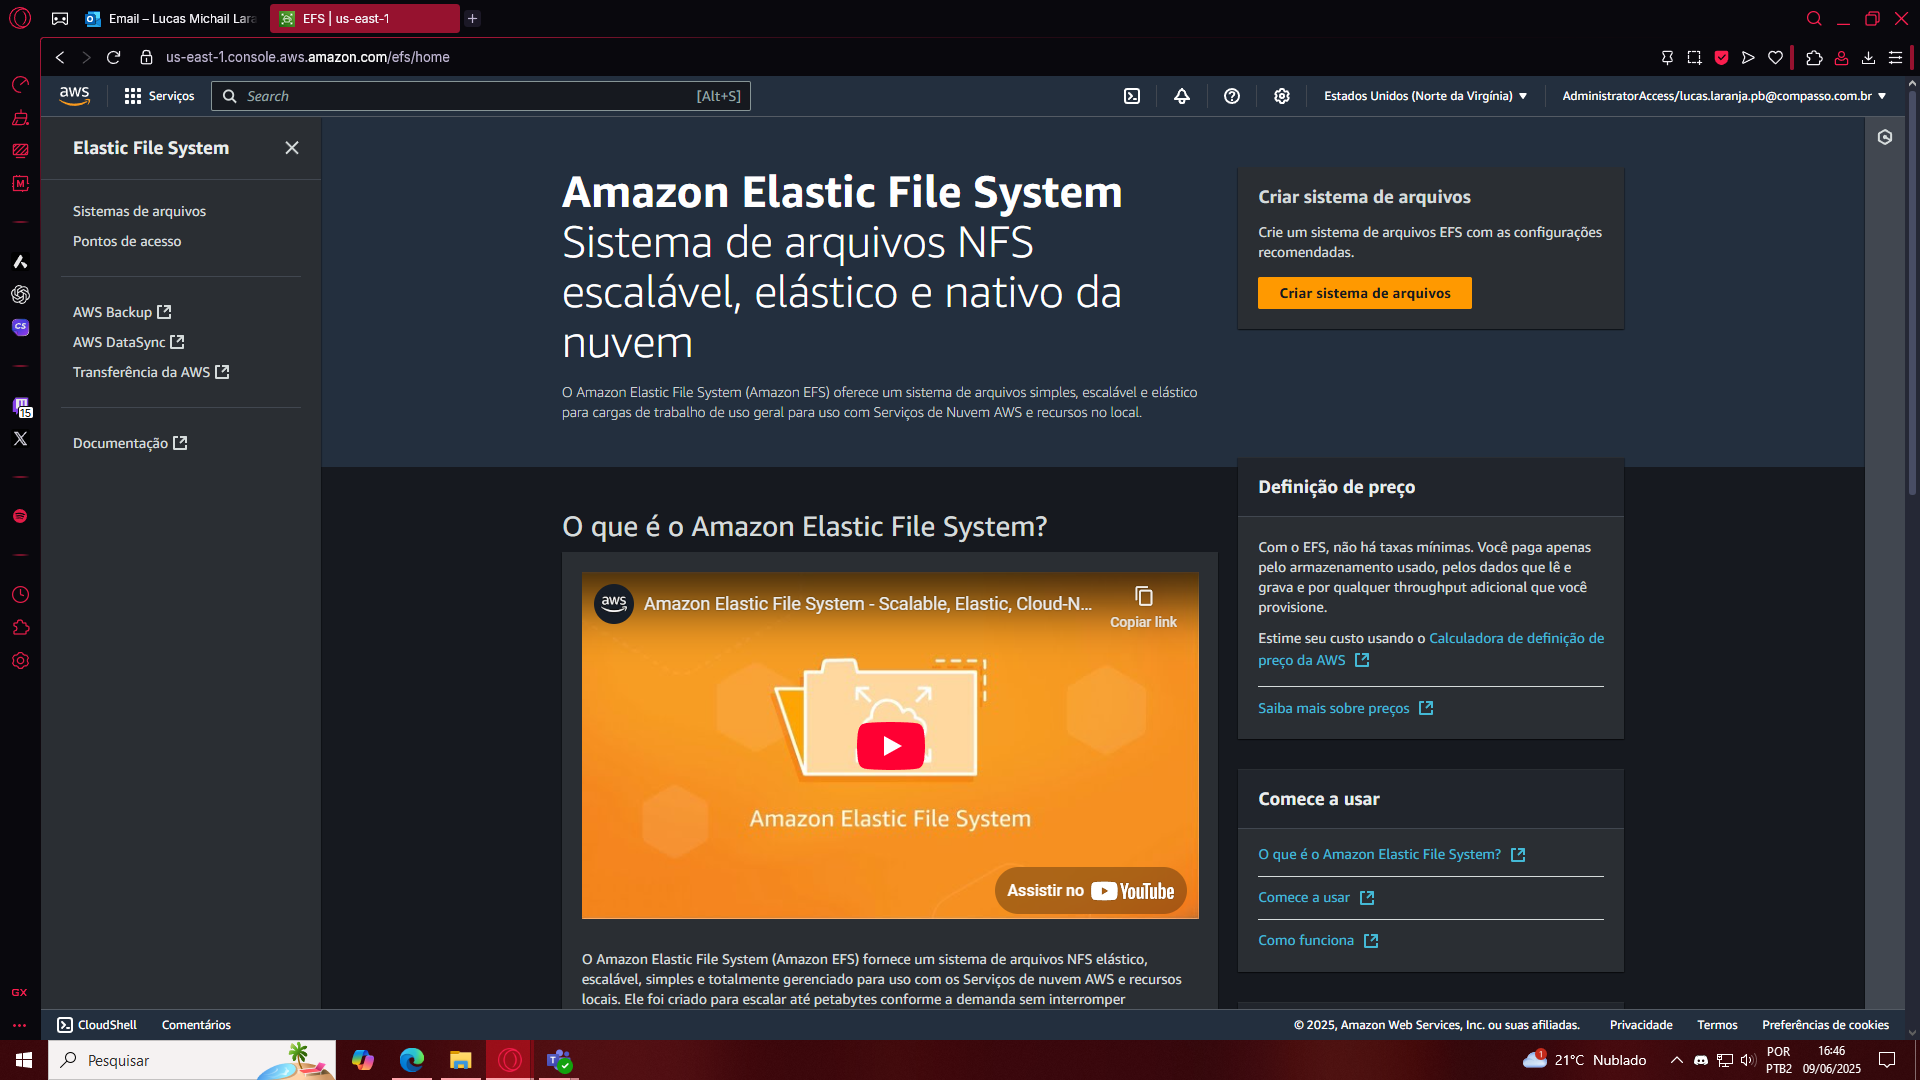 Email – Lucas Michail Lara
EFS | us-east-1
us-east-1.console.aws.amazon.com/efs/home
aws
Serviços
Search
[Alt+S]
Estados Unidos (Norte da Virgínia)
AdministratorAccess/lucas.laranja.pb@compasso.com.br
Elastic File System
Sistemas de arquivos
Pontos de acesso
AWS Backup
AWS DataSync
Transferência da AWS
Documentação
Amazon Elastic File System
Sistema de arquivos NFS
escalável, elástico e nativo da
nuvem
O Amazon Elastic File System (Amazon EFS) oferece um sistema de arquivos simples, escalável e elástico
para cargas de trabalho de uso geral para uso com Serviços de Nuvem AWS e recursos no local.
Criar sistema de arquivos
Crie um sistema de arquivos EFS com as configurações
recomendadas.
Criar sistema de arquivos
O que é o Amazon Elastic File System?
aws
Amazon Elastic File System - Scalable, Elastic, Cloud-N...
Copiar link
Amazon Elastic File System
Assistir no YouTube
O Amazon Elastic File System (Amazon EFS) fornece um sistema de arquivos NFS elástico,
escalável, simples e totalmente gerenciado para uso com os Serviços de nuvem AWS e recursos
locais. Ele foi criado para escalar até petabytes conforme a demanda sem interromper
Definição de preço
Com o EFS, não há taxas mínimas. Você paga apenas
pelo armazenamento usado, pelos dados que lê e
grava e por qualquer throughput adicional que você
provisione.
Estime seu custo usando o Calculadora de definição de
preço da AWS
Saiba mais sobre preços
Comece a usar
O que é o Amazon Elastic File System?
Comece a usar
Como funciona
M
CS
15
GX
CloudShell
Comentários
© 2025, Amazon Web Services, Inc. ou suas afiliadas.
Privacidade
Termos
Preferências de cookies
Pesquisar
1
21°C Nublado
POR
PTB2
16:46
09/06/2025